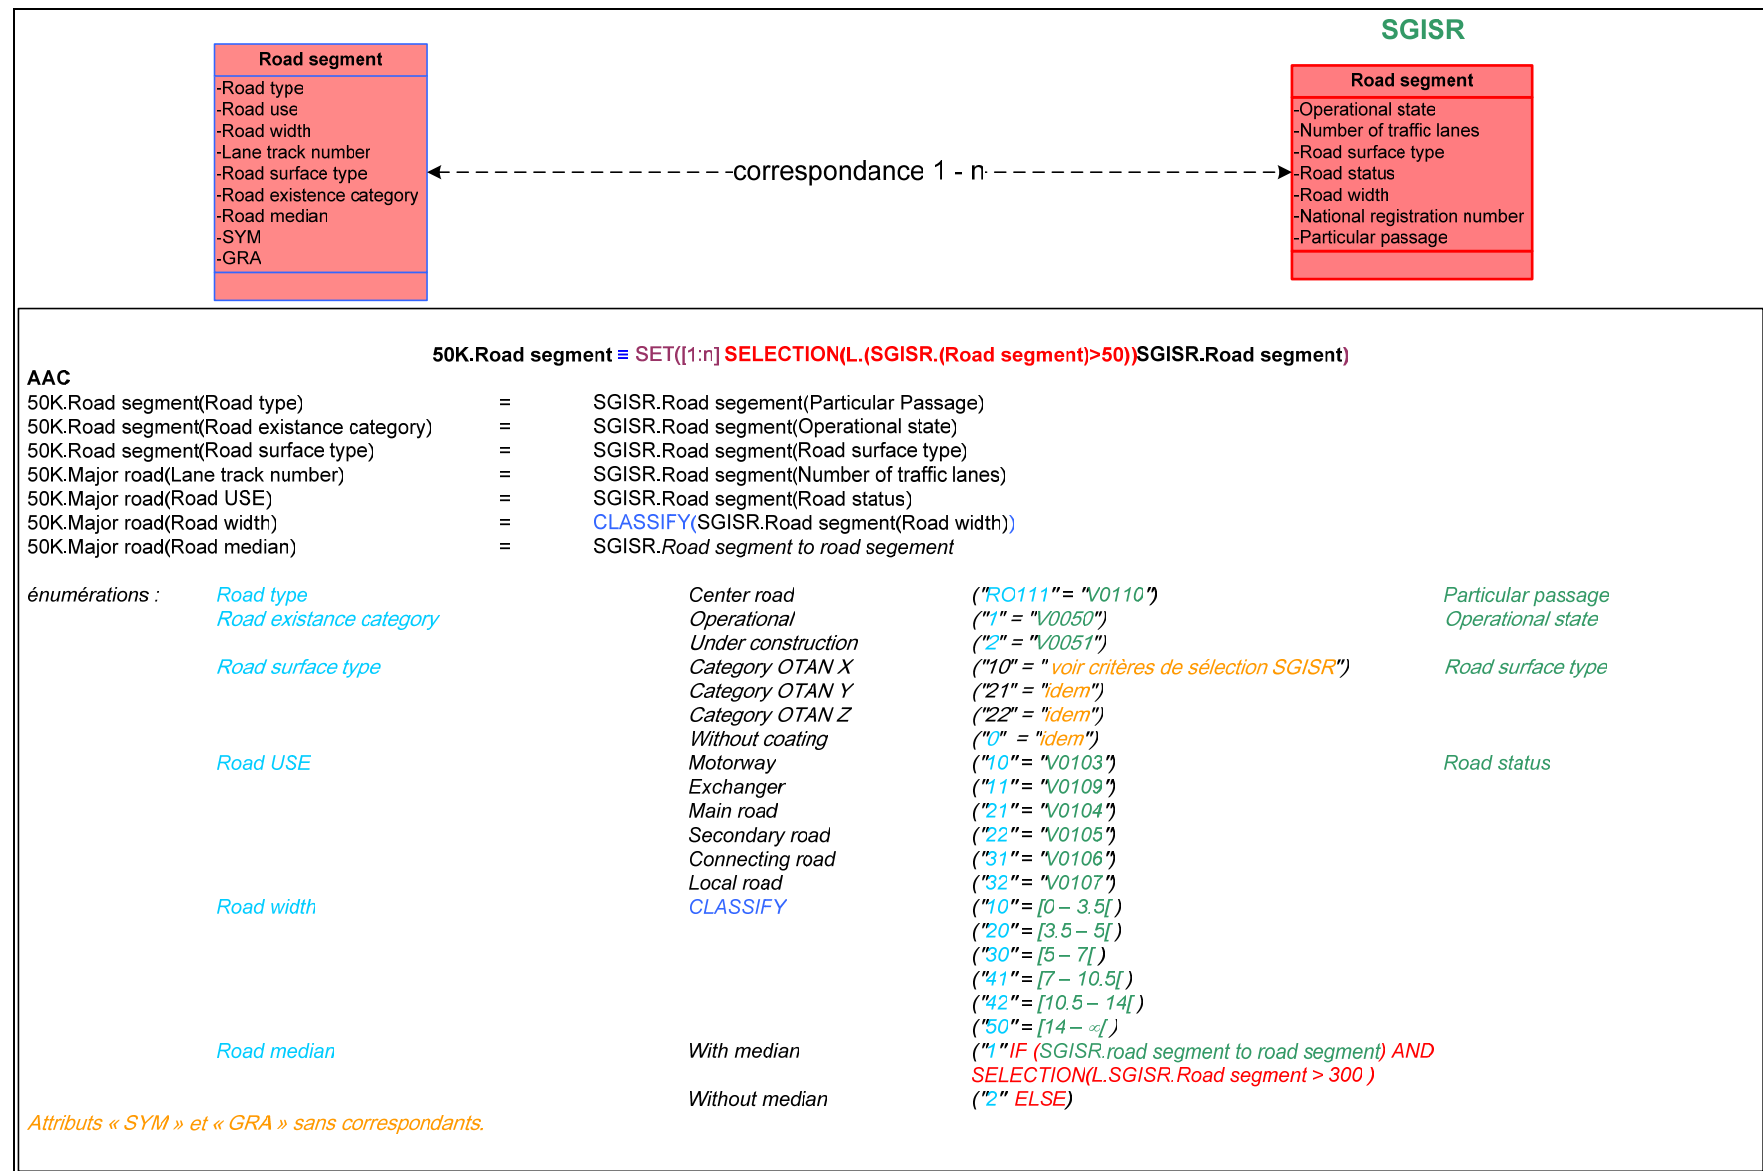 SGISR
Road segment
-Road type
-Road use
-Road width
-Lane track number
-Road surface type
-Road existence category
-Road median
-SYM
-GRA
correspondance 1 - n
Road segment
-Operational state
-Number of traffic lanes
-Road surface type
-Road status
-Road width
-National registration number
-Particular passage
50K.Road segment ≡ SET([1:n] SELECTION(L.(SGISR.(Road segment)>50))SGISR.Road segment)
AAC
50K.Road segment(Road type) = SGISR.Road segement(Particular Passage)
50K.Road segment(Road existance category) = SGISR.Road segment(Operational state)
50K.Road segment(Road surface type) = SGISR.Road segment(Road surface type)
50K.Major road(Lane track number) = SGISR.Road segment(Number of traffic lanes)
50K.Major road(Road USE) = SGISR.Road segment(Road status)
50K.Major road(Road width) = CLASSIFY(SGISR.Road segment(Road width))
50K.Major road(Road median) = SGISR.Road segment to road segement
énumérations : Road type Center road ("RO111" = "V0110") Particular passage
Road existance category Operational ("1" = "V0050") Operational state
Under construction ("2" = "V0051")
Road surface type Category OTAN X ("10" = " voir critères de sélection SGISR") Road surface type
Category OTAN Y ("21" = "idem")
Category OTAN Z ("22" = "idem")
Without coating ("0" = "idem")
Road USE Motorway ("10" = "V0103") Road status
Exchanger ("11" = "V0109")
Main road ("21" = "V0104")
Secondary road ("22" = "V0105")
Connecting road ("31" = "V0106")
Local road ("32" = "V0107")
Road width CLASSIFY ("10" = [0 – 3.5[ )
("20" = [3.5 – 5[ )
("30" = [5 – 7[ )
("41" = [7 – 10.5[ )
("42" = [10.5 – 14[ )
("50" = [14 – ∞[ )
Road median With median ("1" IF (SGISR.road segment to road segment) AND
SELECTION(L.SGISR.Road segment > 300 )
Without median ("2" ELSE)
Attributs « SYM » et « GRA » sans correspondants.